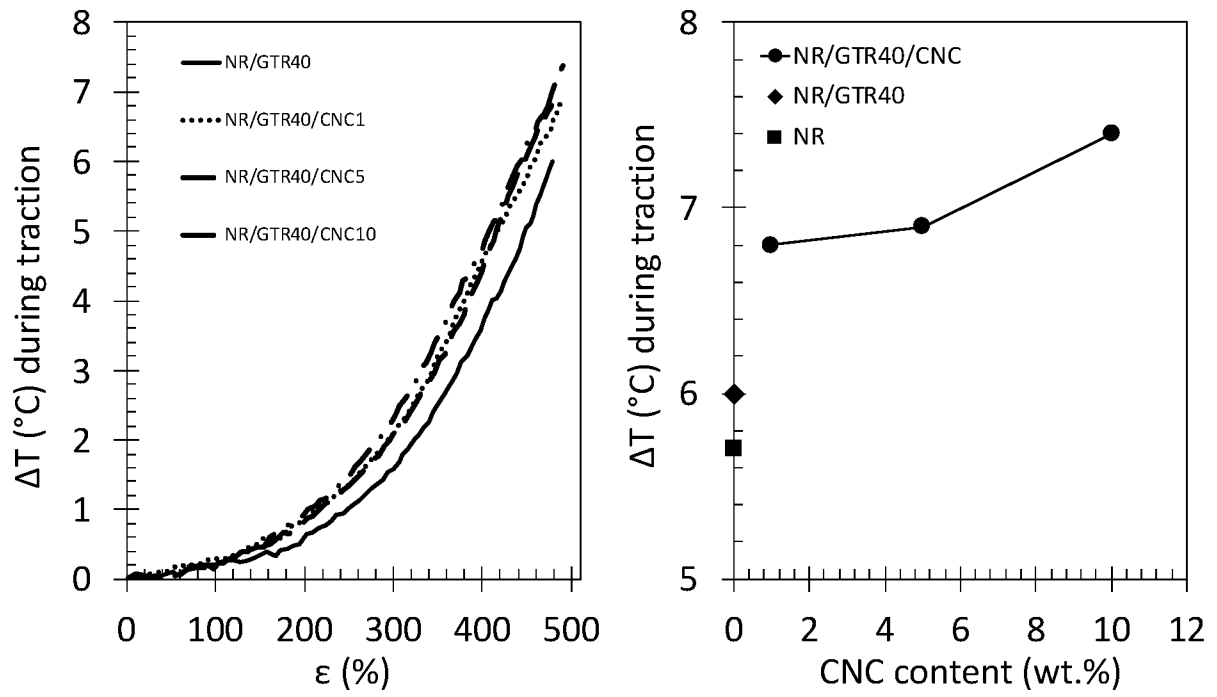 8
7
6
5
4
3
2
1
0
ΔT (°C) during traction
NR/GTR40
NR/GTR40/CNC1
NR/GTR40/CNC5
NR/GTR40/CNC10
0 100 200 300 400 500
ε (%)
8
7
6
5
ΔT (°C) during traction
NR/GTR40/CNC
NR/GTR40
NR
0 2 4 6 8 10 12
CNC content (wt.%)